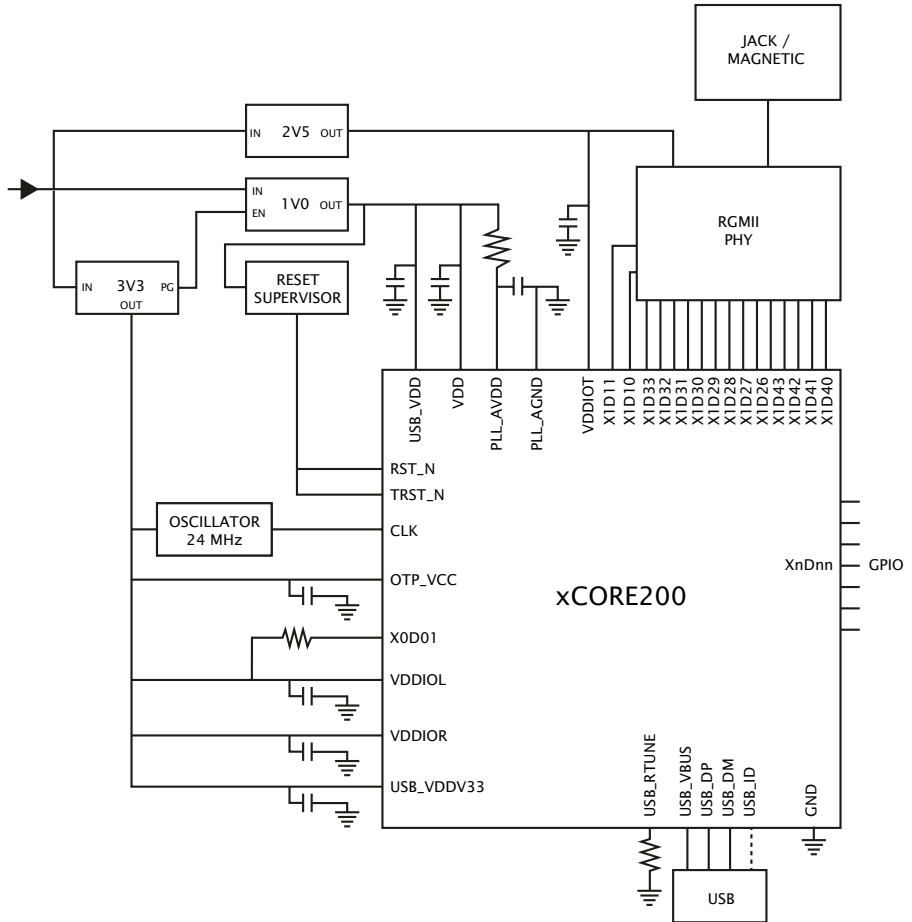 JACK /
MAGNETIC
IN 2V5 OUT
IN
1V0 OUT
EN
RGMII
PHY
IN 3V3 PG
OUT
RESET
SUPERVISOR
USB_VDD
VDD
PLL_AVDD
PLL_AGND
VDDIOT
X1D11
X1D10
X1D33
X1D32
X1D31
X1D30
X1D29
X1D28
X1D27
X1D26
X1D43
X1D42
X1D41
X1D40
RST_N
TRST_N
OSCILLATOR
24 MHz
CLK
XnDnn GPIO
OTP_VCC
xCORE200
X0D01
VDDIOL
VDDIOR
USB_VDDV33
USB_RTUNE
USB_VBUS
USB_DP
USB_DM
USB_ID
GND
USB